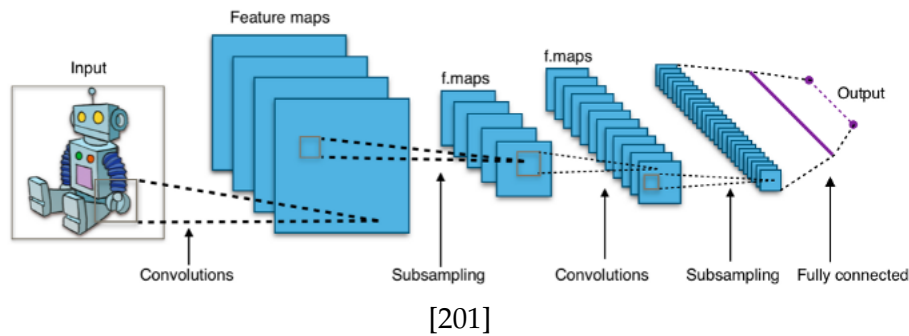 Feature maps
Input
f.maps
f.maps
Output
Convolutions
Subsampling
Convolutions
Subsampling
Fully connected
[201]